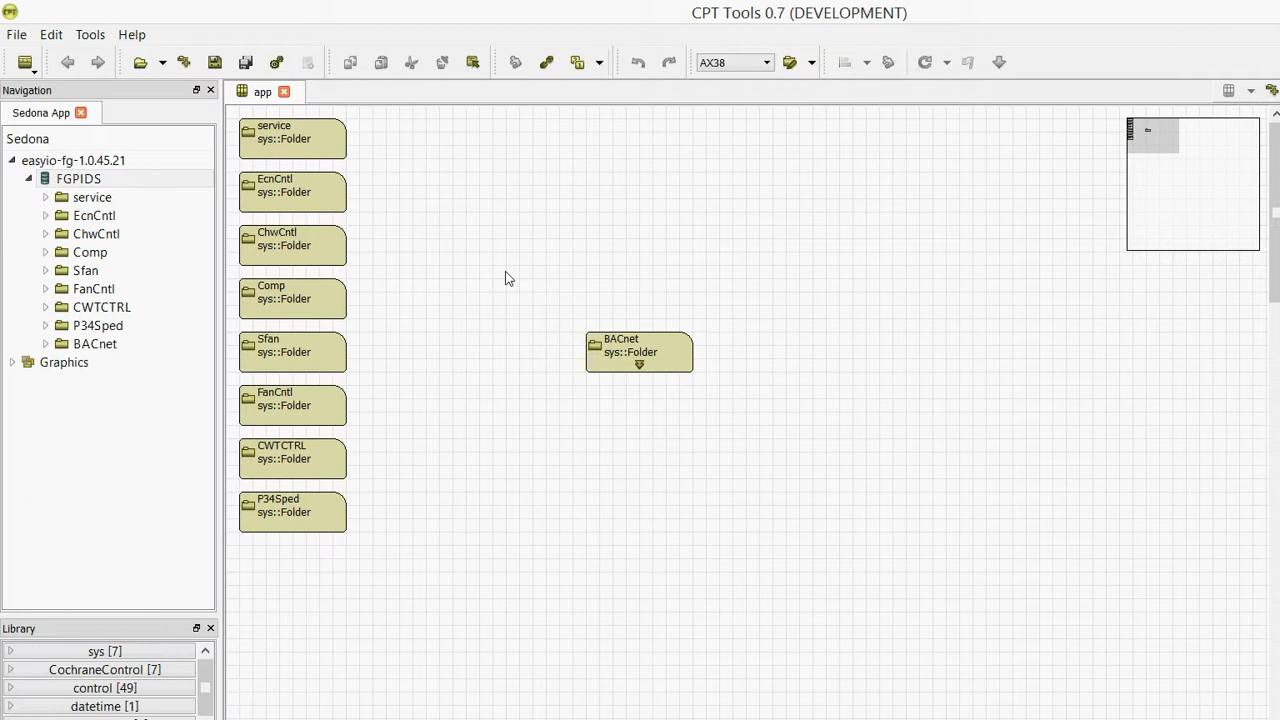 CPT Tools 0.7 (DEVELOPMENT)
File Edit Tools Help
AX38
Navigation
Sedona App
Sedona
easyio-fg-1.0.45.21
FGPIDS
service
EcnCntl
ChwCntl
Comp
Sfan
FanCntl
CWTCTRL
P34Sped
BACnet
Graphics
Library
sys [7]
CochraneControl [7]
control [49]
datetime [1]
app
service
sys::Folder
EcnCntl
sys::Folder
ChwCntl
sys::Folder
Comp
sys::Folder
Sfan
sys::Folder
FanCntl
sys::Folder
CWTCTRL
sys::Folder
P34Sped
sys::Folder
BACnet
sys::Folder